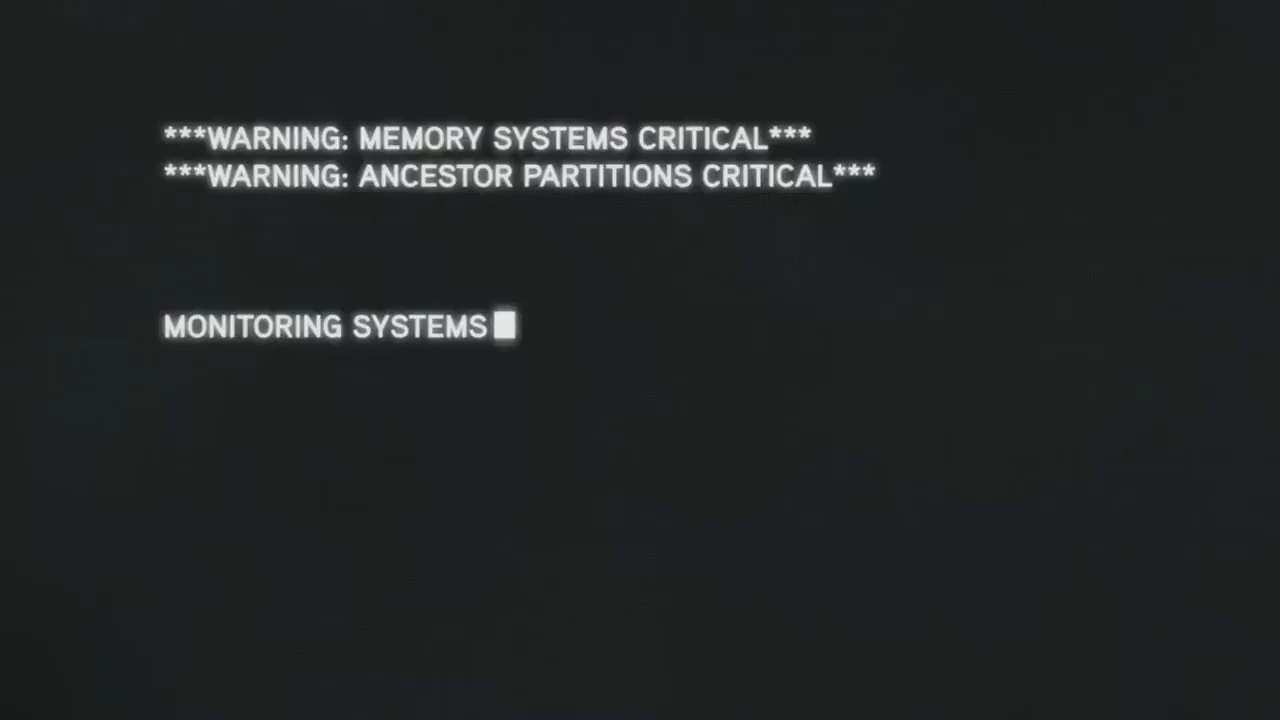 ***WARNING: MEMORY SYSTEMS CRITICAL***
***WARNING: ANCESTOR PARTITIONS CRITICAL***
MONITORING SYSTEMS